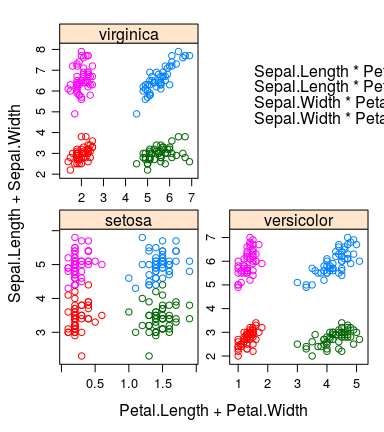 virginica
Sepal.Length * Pet
Sepal.Length * Pet
Sepal.Width * Peta
Sepal.Width * Peta
8
7
6
5
4
3
2
2 3 4 5 6 7
Sepal.Length + Sepal.Width
setosa
versicolor
5
4
3
7
6
5
4
3
2
0.5 1.0 1.5
1 2 3 4 5
Petal.Length + Petal.Width